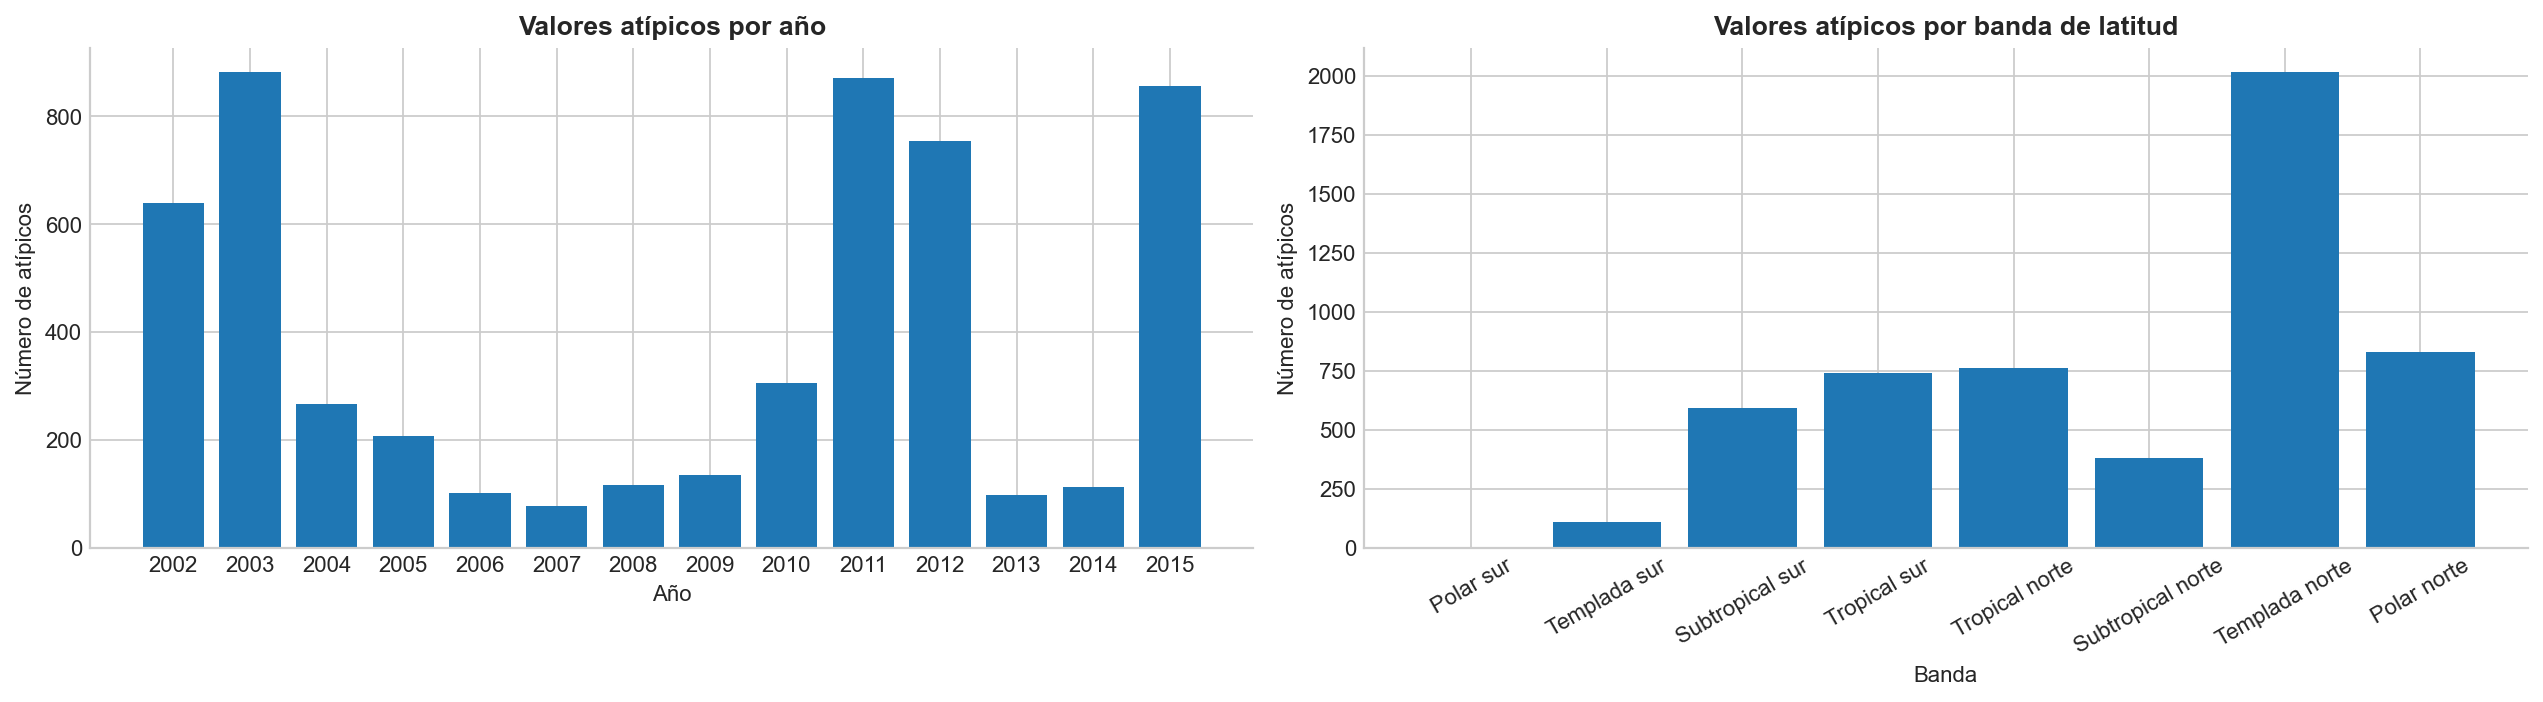 Valores atípicos por año
Número de atípicos
800
600
400
200
0
2002 2003 2004 2005 2006 2007 2008 2009 2010 2011 2012 2013 2014 2015
Año
Valores atípicos por banda de latitud
Número de atípicos
2000
1750
1500
1250
1000
750
500
250
0
Polar sur
Templada sur
Subtropical sur
Tropical sur
Tropical norte
Subtropical norte
Templada norte
Polar norte
Banda